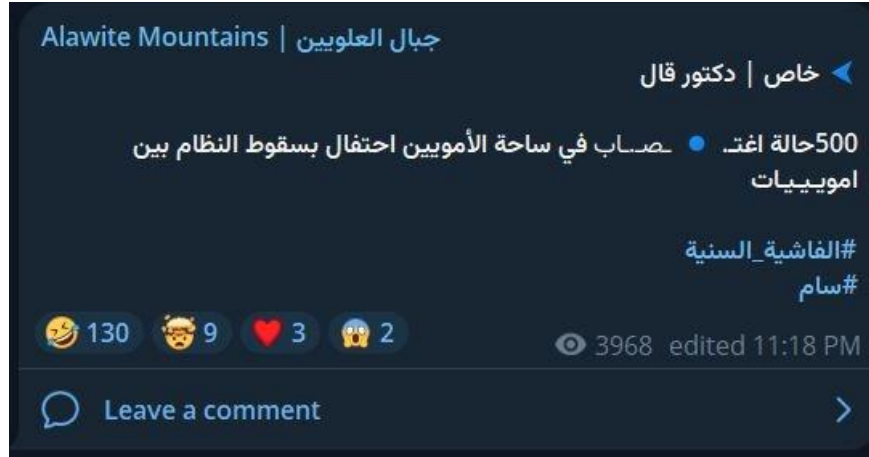 Alawite Mountains | جبال العلويين
خاص | دكتور قال
500حالة اغتـ ـصـاب في ساحة الأمويين احتفال بسقوط النظام بين
امويـيـيـات
#الفاشية_السنية
#سام
130 9 3 2
3968 edited 11:18 PM
Leave a comment